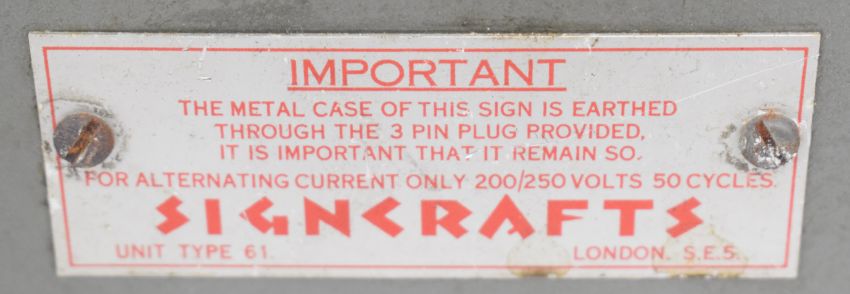 IMPORTANT
THE METAL CASE OF THIS SIGN IS EARTHED
THROUGH THE 3 PIN PLUG PROVIDED,
IT IS IMPORTANT THAT IT REMAIN SO.
FOR ALTERNATING CURRENT ONLY 200/250 VOLTS 50 CYCLES.
SIGNCRAFTS
UNIT TYPE 61. LONDON. S.E.5.